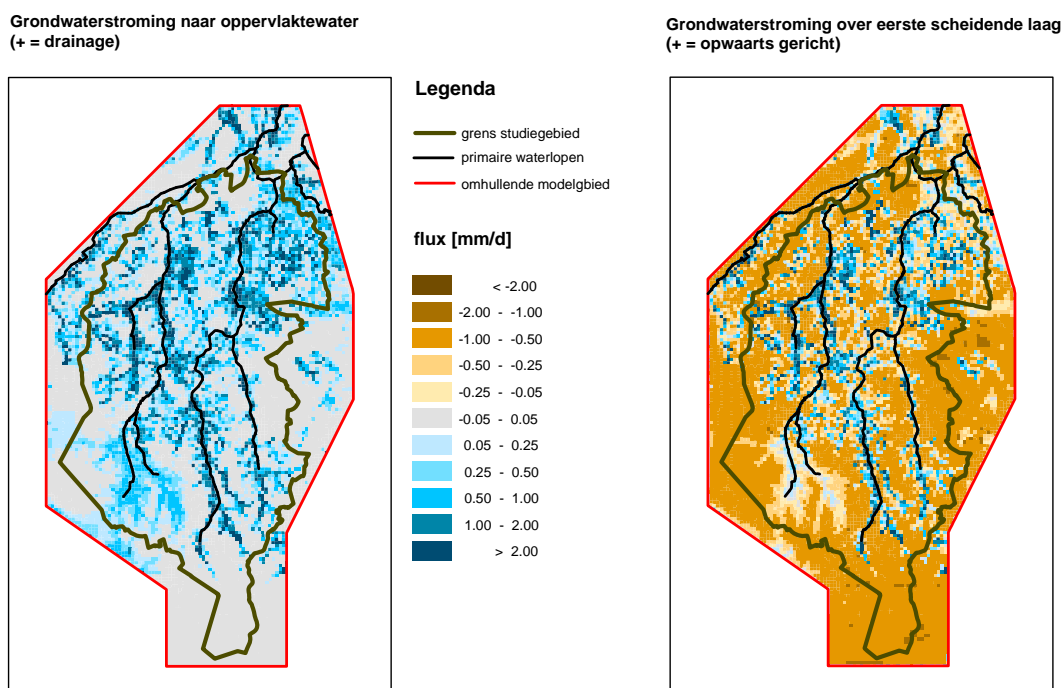 Grondwaterstroming naar oppervlaktewater
(+ = drainage)
Legenda
grens studiegebied
primaire waterlopen
omhullende modelgbied
flux [mm/d]
< -2.00
-2.00 - -1.00
-1.00 - -0.50
-0.50 - -0.25
-0.25 - -0.05
-0.05 - 0.05
0.05 - 0.25
0.25 - 0.50
0.50 - 1.00
1.00 - 2.00
> 2.00
Grondwaterstroming over eerste scheidende laag
(+ = opwaarts gericht)